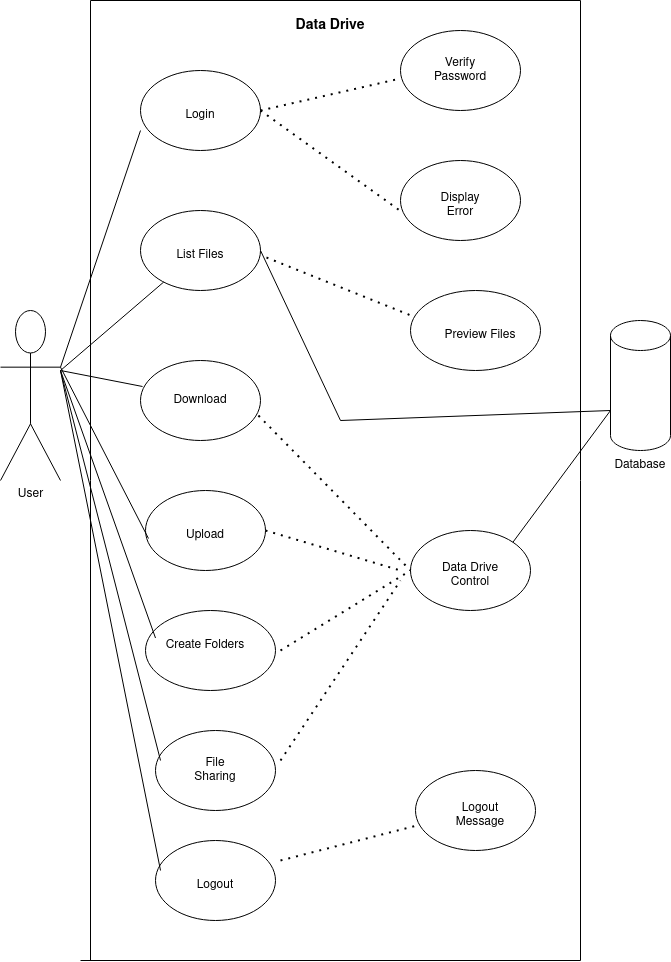 Data Drive
Verify
Password
Login
Display
Error
List Files
Preview Files
Download
Database
User
Upload
Data Drive
Control
Create Folders
File
Sharing
Logout
Message
Logout